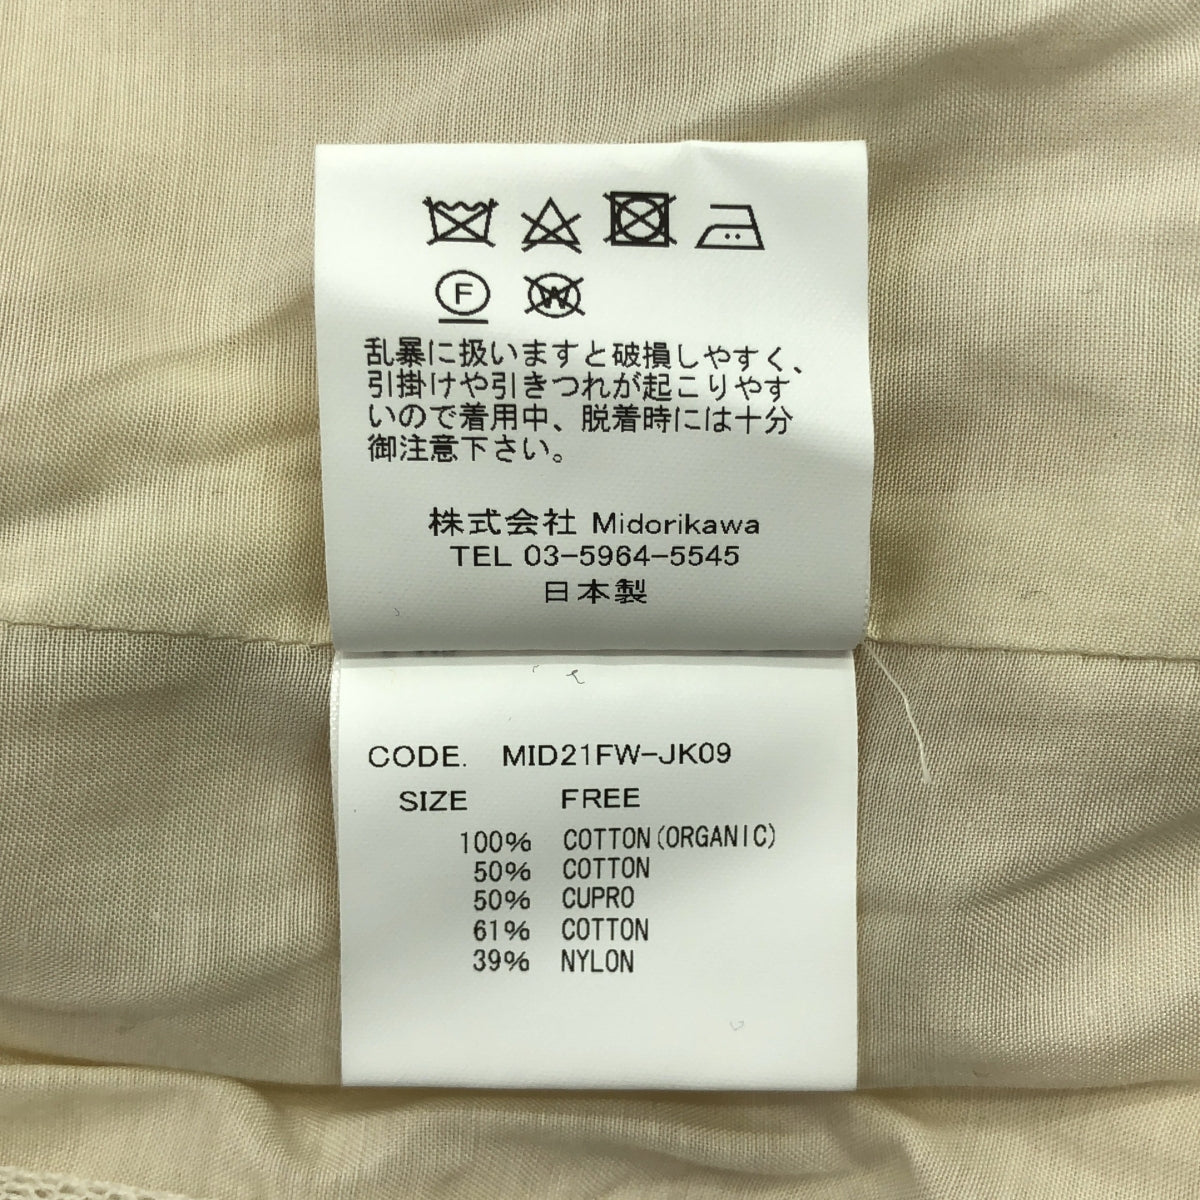 F W
乱暴に扱いますと破損しやすく、
引掛けや引きつれが起こりやす
いので着用中、脱着時には十分
御注意下さい。
株式会社 Midorikawa
TEL 03-5964-5545
日本製
CODE. MID21FW-JK09
SIZE FREE
100% COTTON(ORGANIC)
50% COTTON
50% CUPRO
61% COTTON
39% NYLON